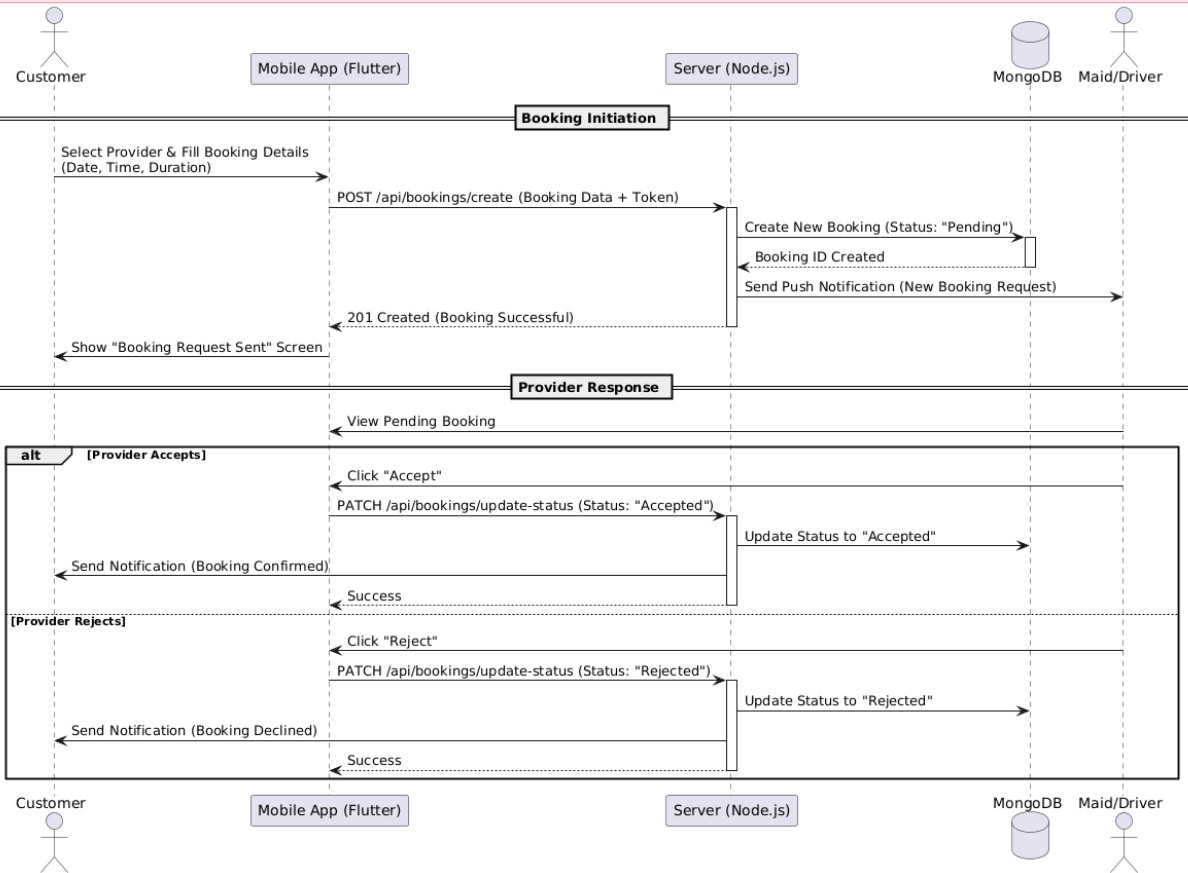 Customer
Mobile App (Flutter)
Server (Node.js)
MongoDB
Maid/Driver
Booking Initiation
Select Provider & Fill Booking Details
(Date, Time, Duration)
POST /api/bookings/create (Booking Data + Token)
Create New Booking (Status: "Pending")
Booking ID Created
Send Push Notification (New Booking Request)
201 Created (Booking Successful)
Show "Booking Request Sent" Screen
Provider Response
View Pending Booking
alt
[Provider Accepts]
Click "Accept"
PATCH /api/bookings/update-status (Status: "Accepted")
Update Status to "Accepted"
Send Notification (Booking Confirmed)
Success
[Provider Rejects]
Click "Reject"
PATCH /api/bookings/update-status (Status: "Rejected")
Update Status to "Rejected"
Send Notification (Booking Declined)
Success
Customer
Mobile App (Flutter)
Server (Node.js)
MongoDB
Maid/Driver